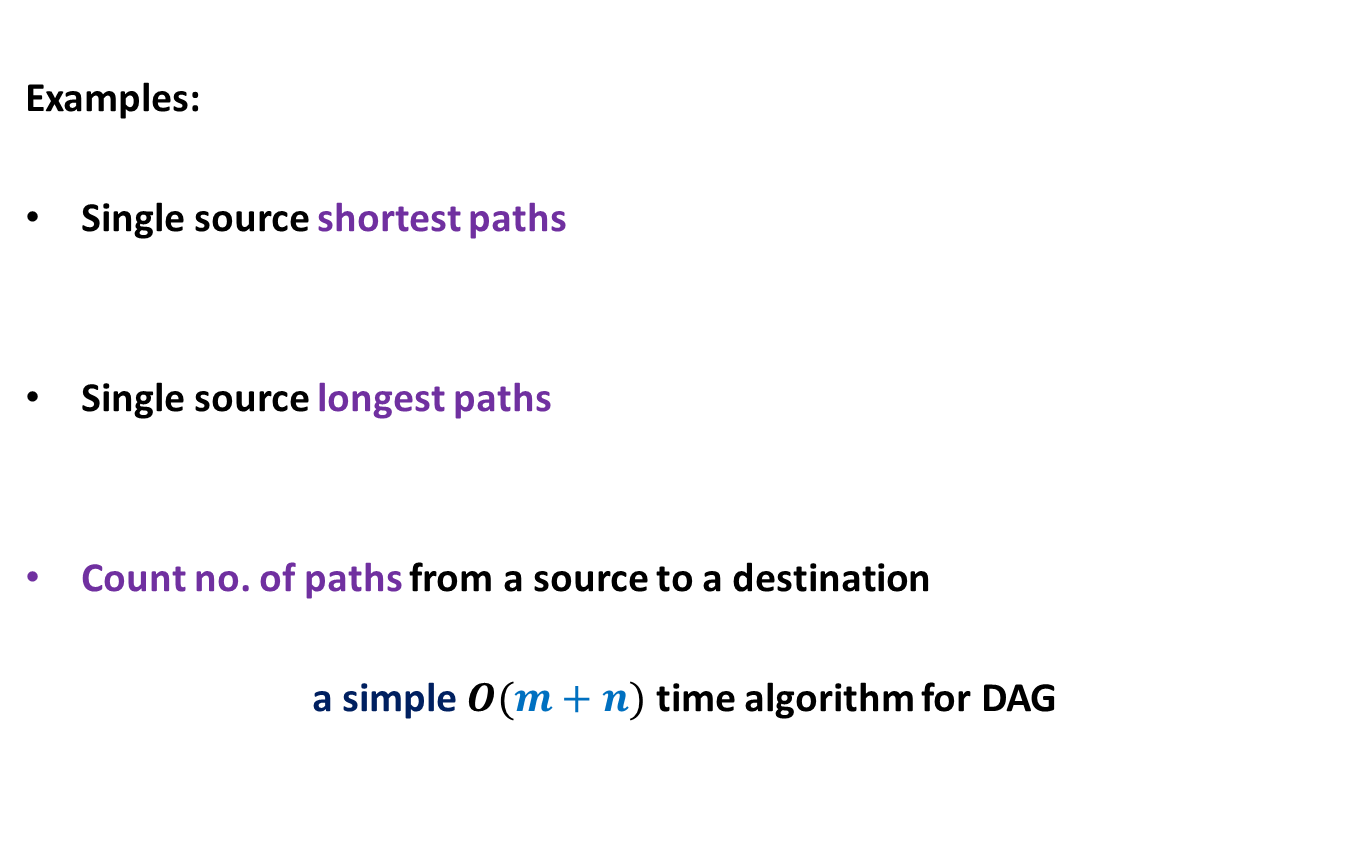 Examples:
• Single source shortest paths
• Single source longest paths
• Count no. of paths from a source to a destination
a simple O(m + n) time algorithm for DAG